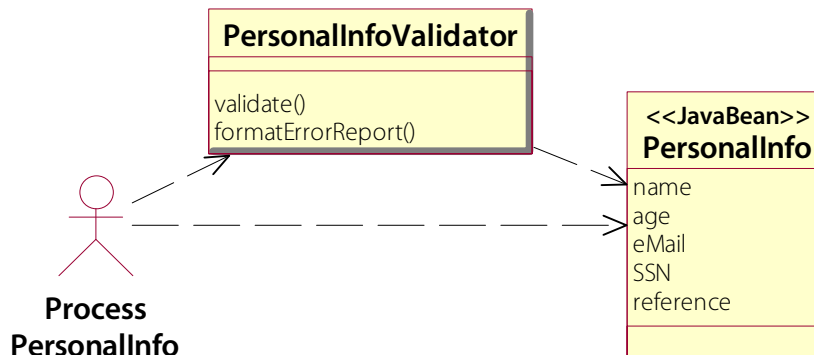 PersonalInfoValidator
validate()
formatErrorReport()
<<JavaBean>>
PersonalInfo
name
age
eMail
SSN
reference
Process
PersonalInfo